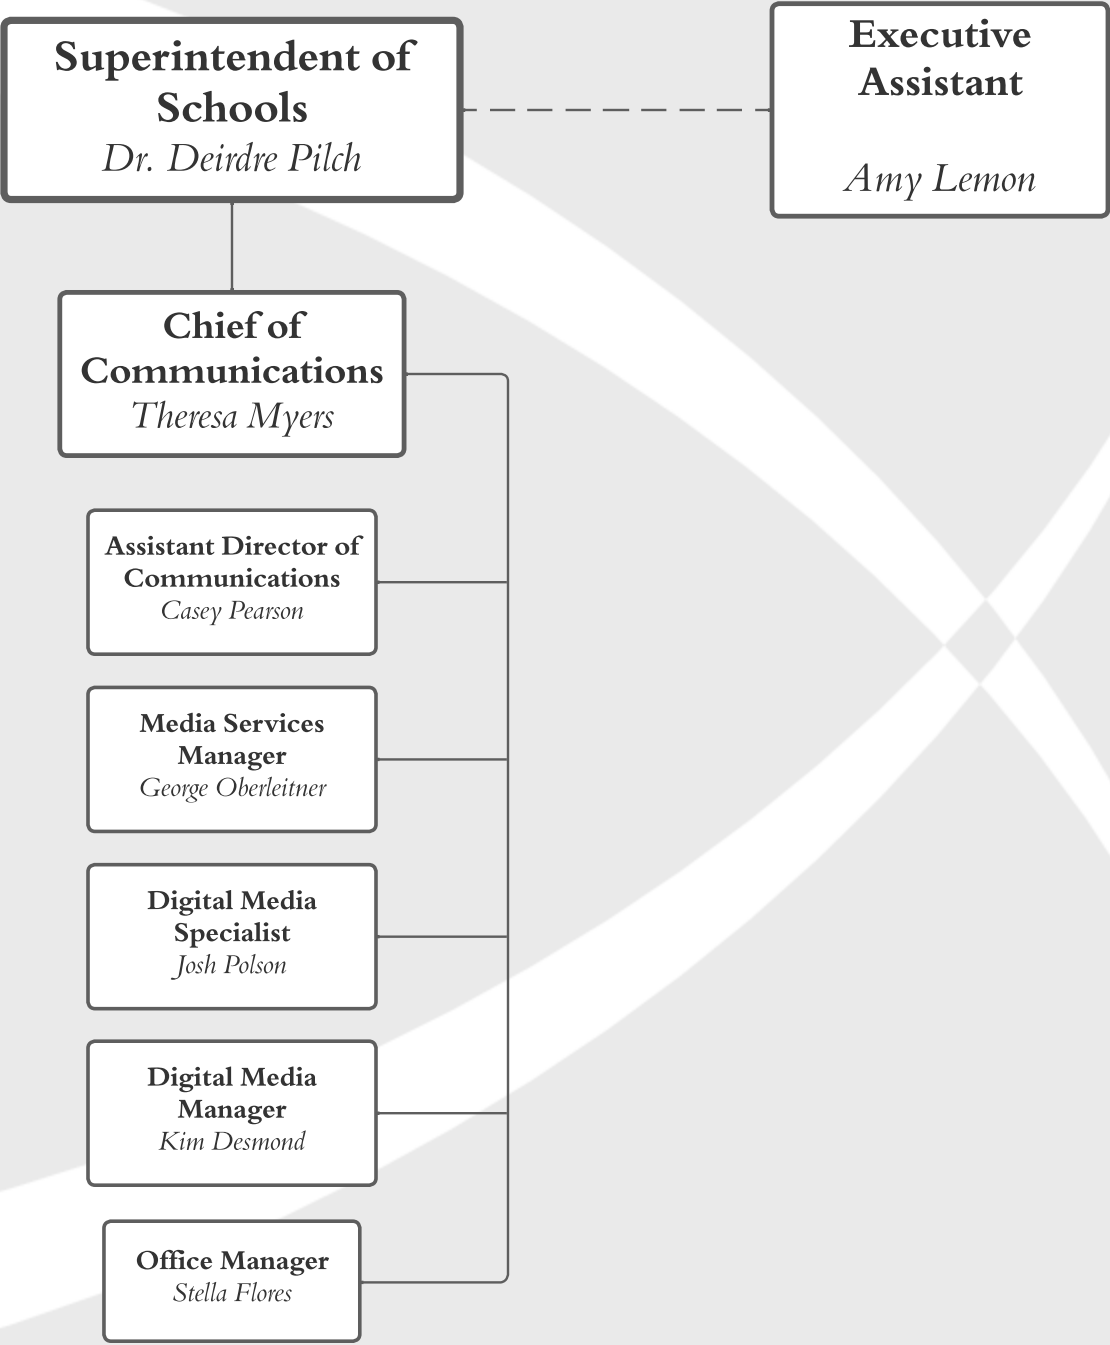 Superintendent of
Schools
Dr. Deirdre Pilch
Executive
Assistant
Amy Lemon
Chief of
Communications
Theresa Myers
Assistant Director of
Communications
Casey Pearson
Media Services
Manager
George Oberleitner
Digital Media
Specialist
Josh Polson
Digital Media
Manager
Kim Desmond
Office Manager
Stella Flores